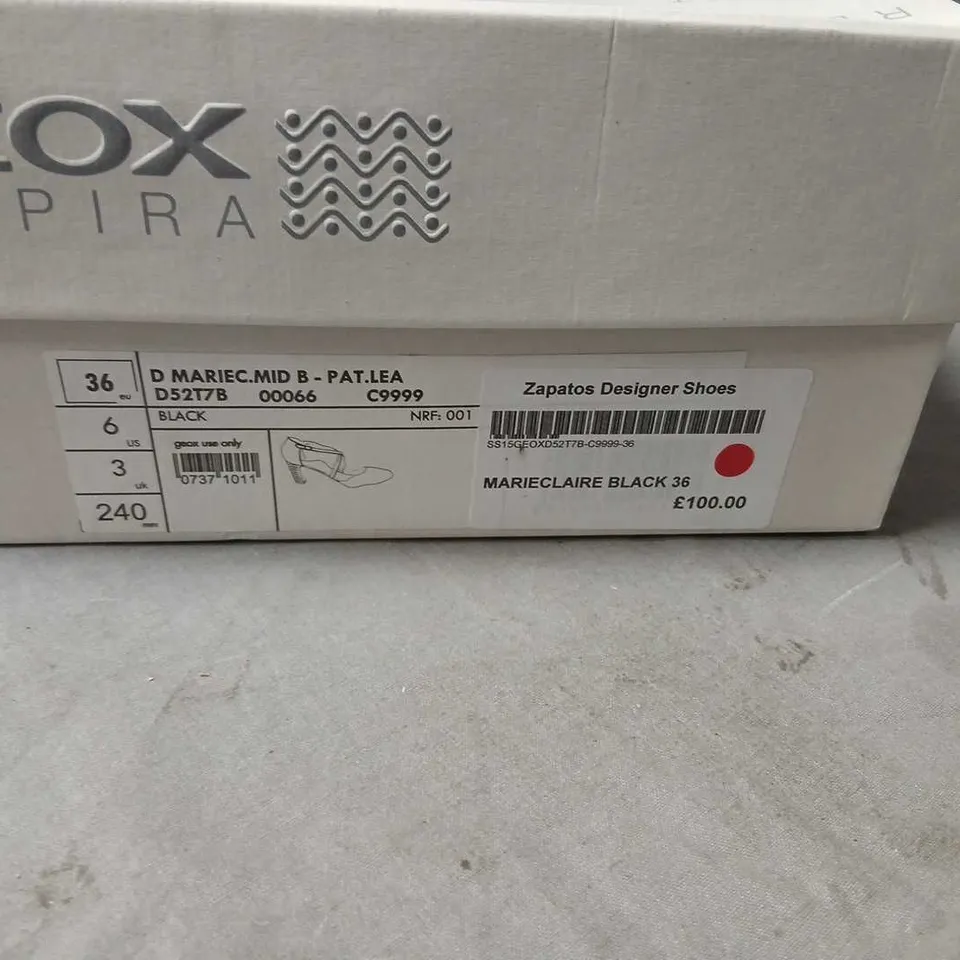 EOX
PIRA
36 eu
6 us
3 uk
240 mm
D MARIEC.MID B - PAT.LEA
D52T7B 00066 C9999
BLACK NRF: 001
geox use only
0737 1011
Zapatos Designer Shoes
SS15GEOXD52T7B-C9999-36
MARIECLAIRE BLACK 36
£100.00